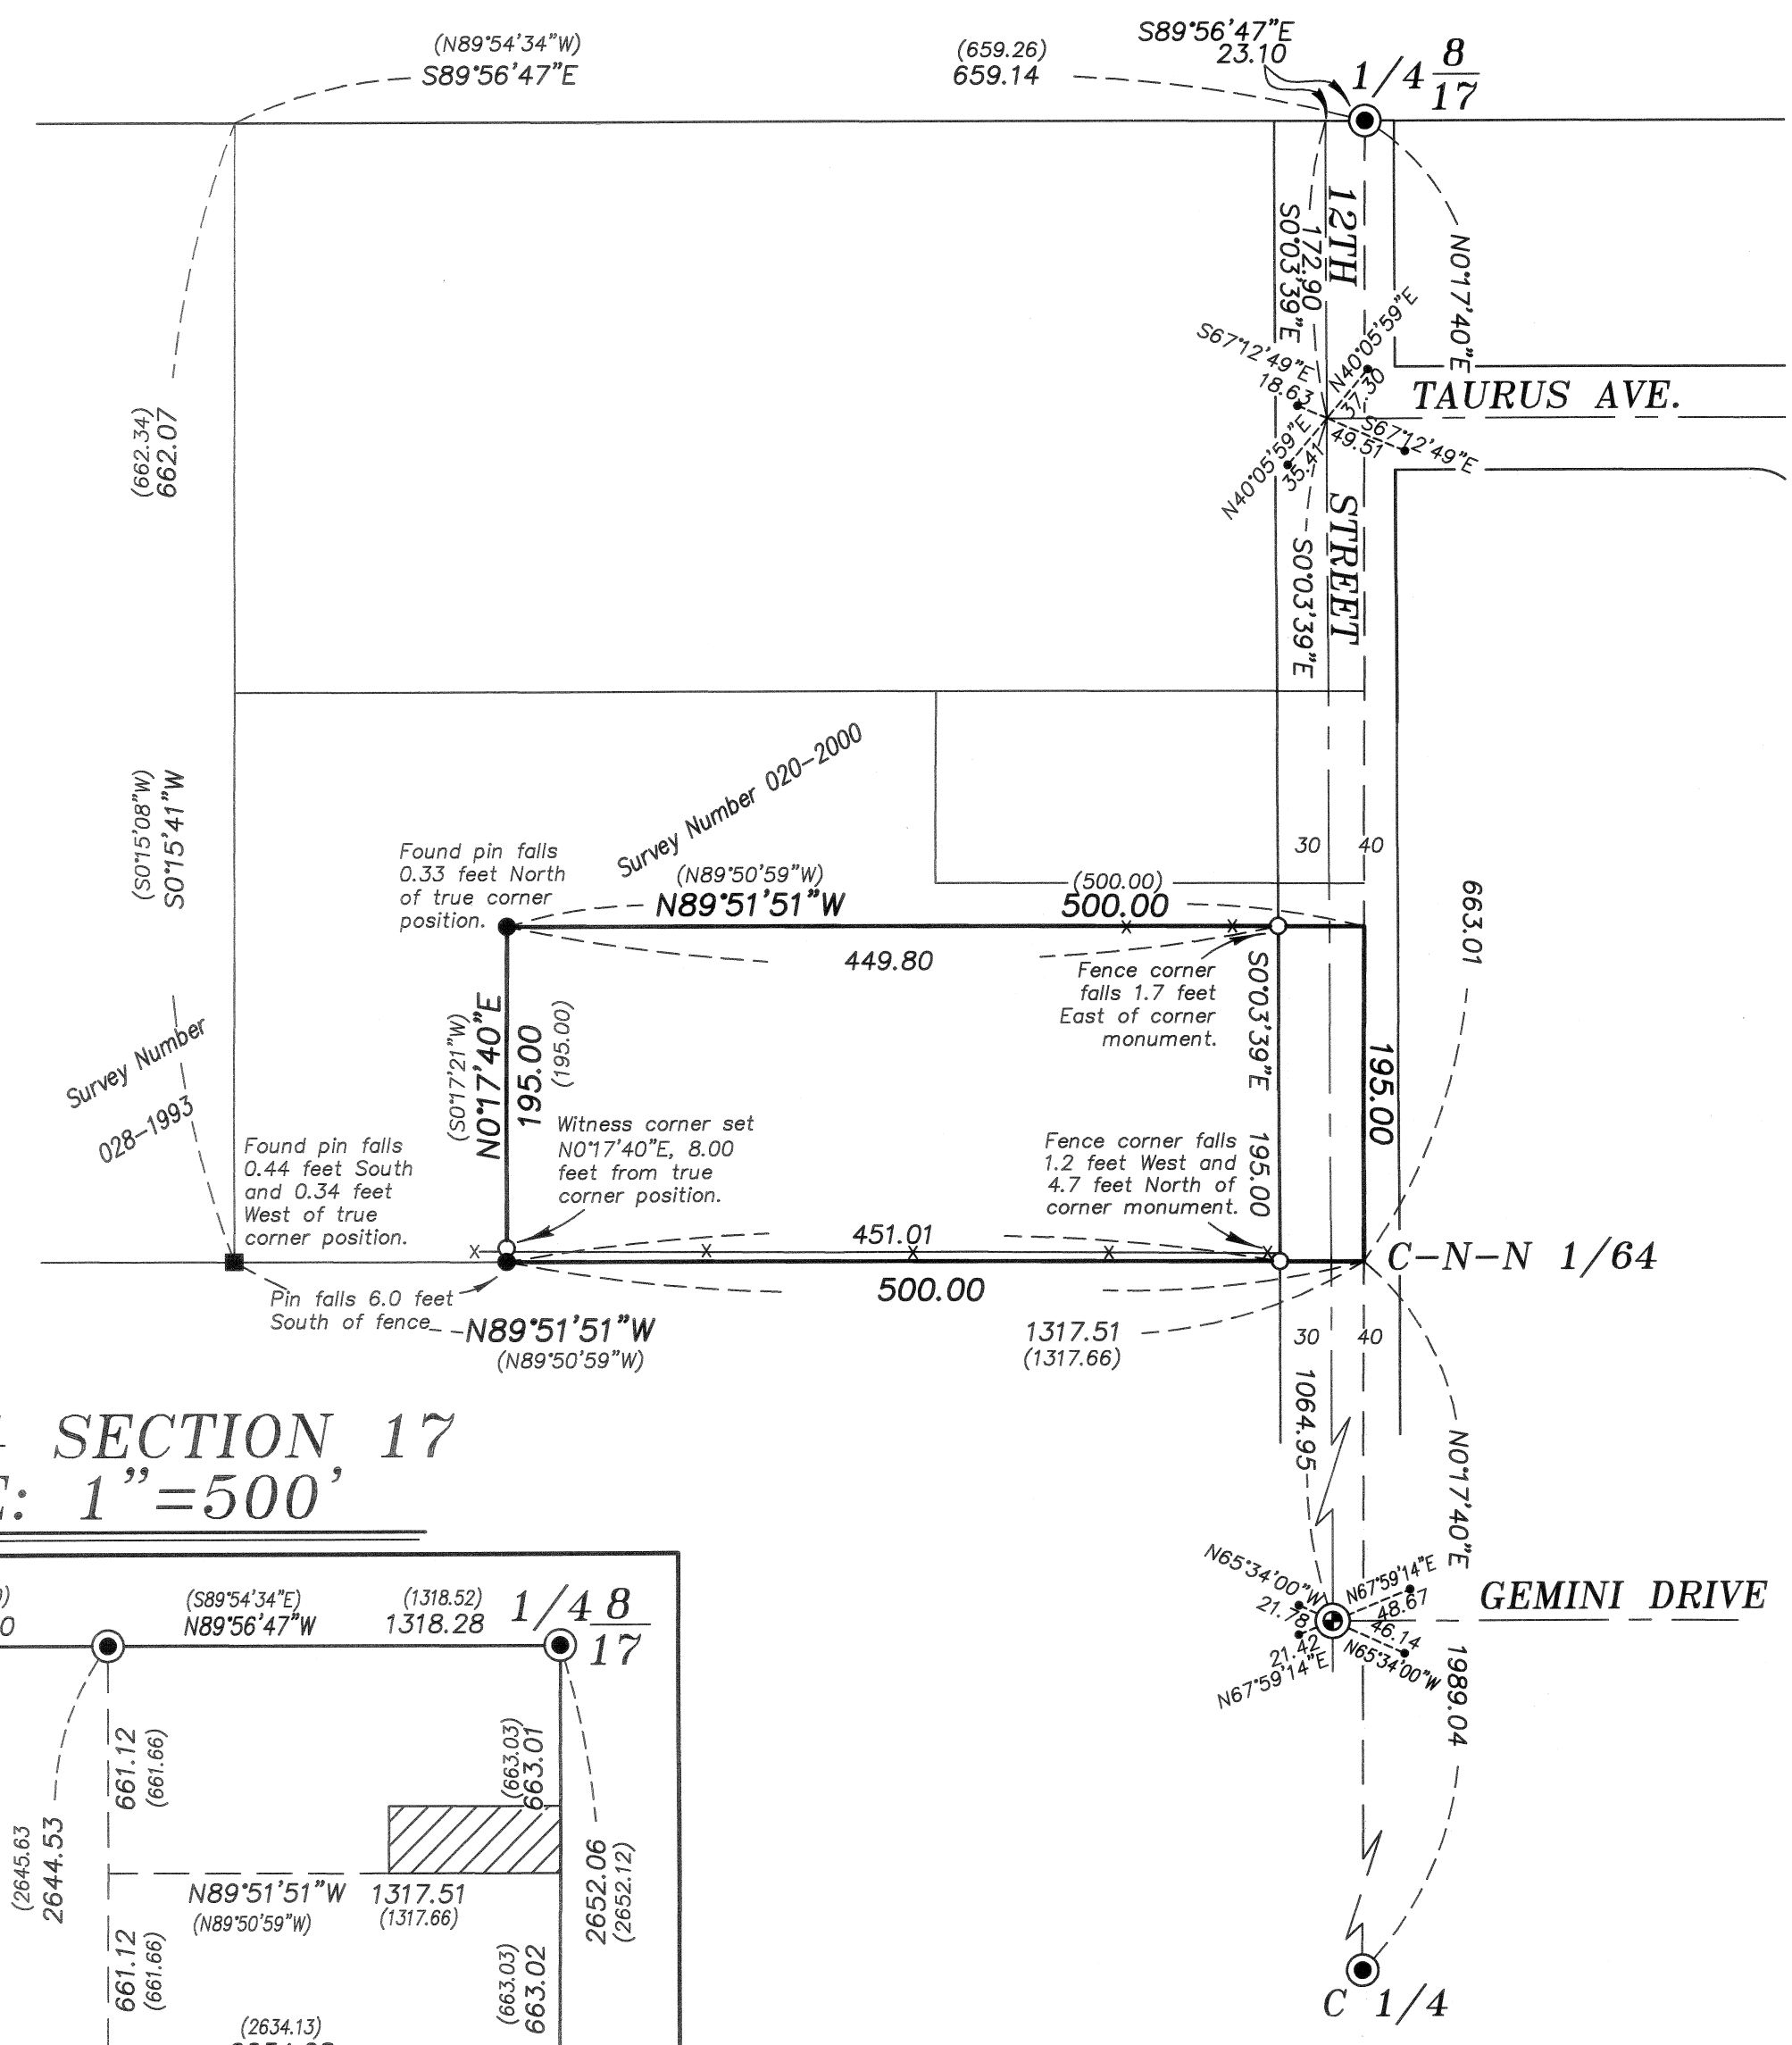 (N89°54'34"W)
S89°56'47"E
(659.26)
659.14
S89°56'47"E
23.10
1/4 8
17
N0°17'40"E
12TH
172.90
S0°03'39"E
(662.34)
662.07
S67°12'49"E
18.63
N40°05'59"E
37.30
TAURUS AVE.
S67°12'49"E
49.51
N40°05'59"E
35.41
STREET
S0°03'39"E
(S0°15'08"W)
S0°15'41"W
Survey Number 020-2000
30
40
Found pin falls
0.33 feet North
of true corner
position.
(N89°50'59"W)
N89°51'51"W
(500.00)
500.00
663.01
449.80
Fence corner
falls 1.7 feet
East of corner
monument.
S0°03'39"E
195.00
195.00
(S0°17'21"W)
N0°17'40"E
195.00
(195.00)
Survey Number
028-1993
Witness corner set
N0°17'40"E, 8.00
feet from true
corner position.
Fence corner falls
1.2 feet West and
4.7 feet North of
corner monument.
Found pin falls
0.44 feet South
and 0.34 feet
West of true
corner position.
X
X
X
X
X
X
X
451.01
C-N-N 1/64
500.00
Pin falls 6.0 feet
South of fence
N89°51'51"W
(N89°50'59"W)
1317.51
(1317.66)
30
40
1064.95
N0°17'40"E
SECTION 17
E: 1"=500'
N65°34'00"W
21.78
N67°59'14"E
48.67
GEMINI DRIVE
46.14
N65°34'00"W
21.42
N67°59'14"E
1989.04
C 1/4
)
0
(S89°54'34"E)
N89°56'47"W
(1318.52)
1318.28
1/4 8
17
661.12
(661.66)
(663.03)
663.01
(2645.63
2644.53
2652.06
(2652.12)
N89°51'51"W 1317.51
(N89°50'59"W)
(1317.66)
661.12
(661.66)
(663.03)
663.02
(2634.13)